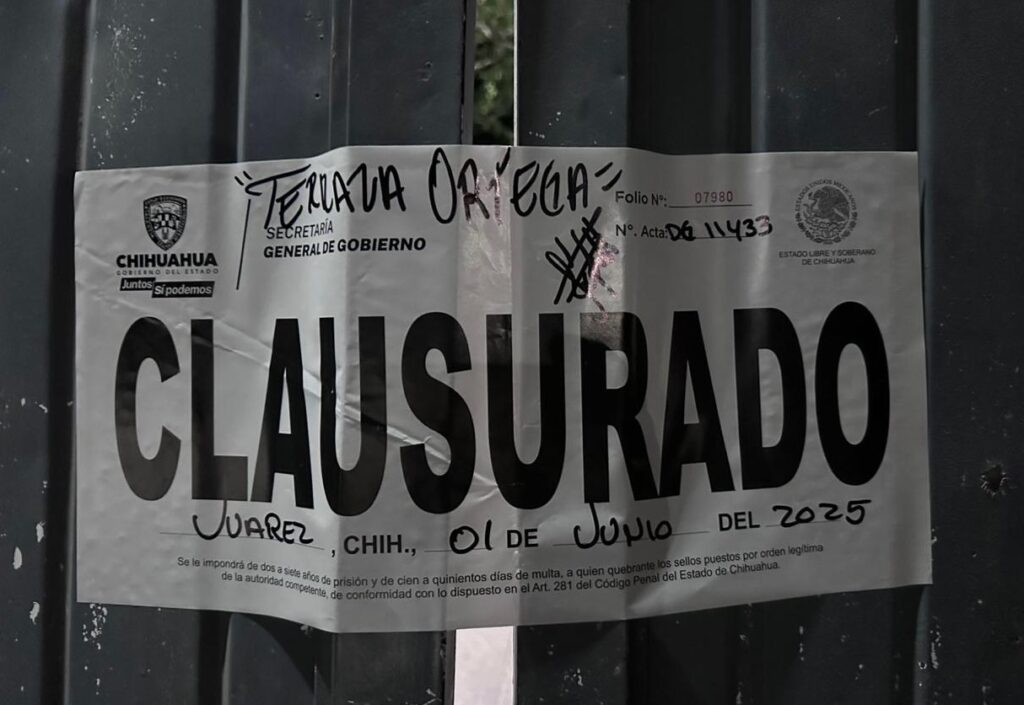 "TERRAZA ORTEGA"
SECRETARÍA
GENERAL DE GOBIERNO
CHIHUAHUA
GOBIERNO DEL ESTADO
Juntos Sí podemos
Folio Nº: 07980
Nº. Acta: DG 11433
ESTADOS UNIDOS MEXICANOS
ESTADO LIBRE Y SOBERANO
DE CHIHUAHUA
CLAUSURADO
JUAREZ, CHIH., 01 DE JUNIO DEL 2025
Se le impondrá de dos a siete años de prisión y de cien a quinientos días de multa, a quien quebrante los sellos puestos por orden legítima
de la autoridad competente, de conformidad con lo dispuesto en el Art. 281 del Código Penal del Estado de Chihuahua.